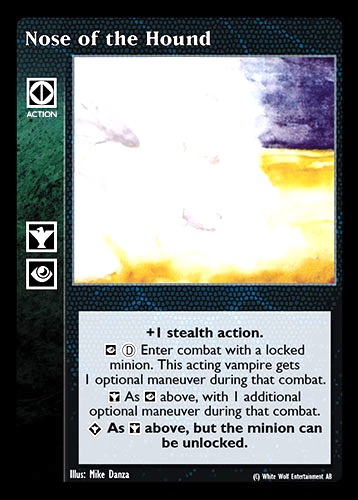 Nose of the Hound
ACTION
+1 stealth action.
Ⓓ Enter combat with a locked
minion. This acting vampire gets
1 optional maneuver during that combat.
As above, with 1 additional
optional maneuver during that combat.
As above, but the minion can
be unlocked.
Illus: Mike Danza
(C) White Wolf Entertainment AB